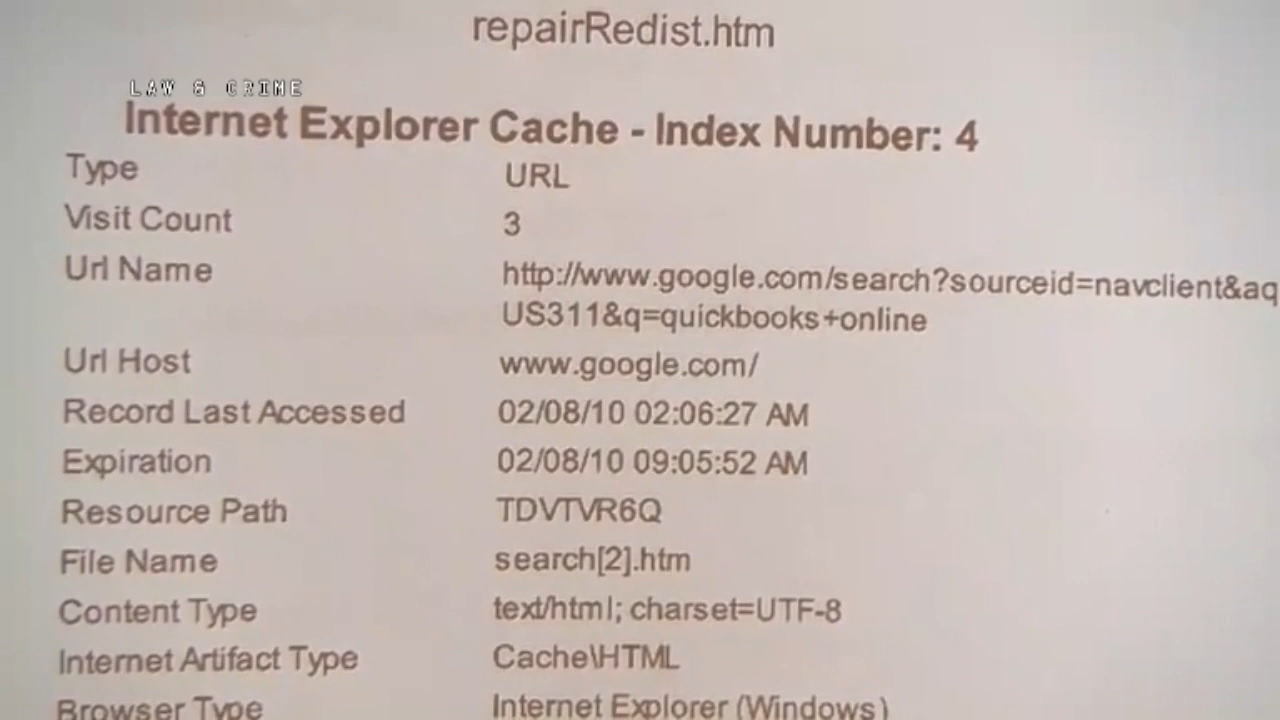 repairRedist.htm
LAW & CRIME
Internet Explorer Cache - Index Number: 4
Type URL
Visit Count 3
Url Name http://www.google.com/search?sourceid=navclient&aq
US311&q=quickbooks+online
Url Host www.google.com/
Record Last Accessed 02/08/10 02:06:27 AM
Expiration 02/08/10 09:05:52 AM
Resource Path TDVTVR6Q
File Name search[2].htm
Content Type text/html; charset=UTF-8
Internet Artifact Type Cache\HTML
Browser Type Internet Explorer (Windows)